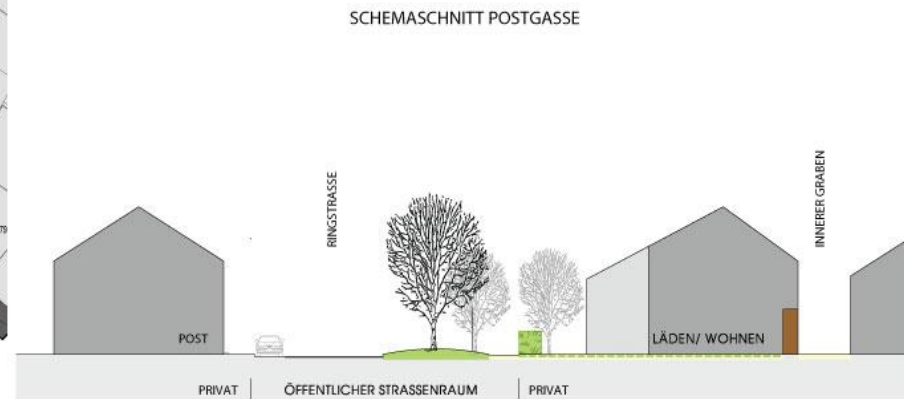 SCHEMASCHNITT POSTGASSE
RINGSTRASSE
INNERER GRABEN
POST
LÄDEN/ WOHNEN
PRIVAT
ÖFFENTLICHER STRASSENRAUM
PRIVAT